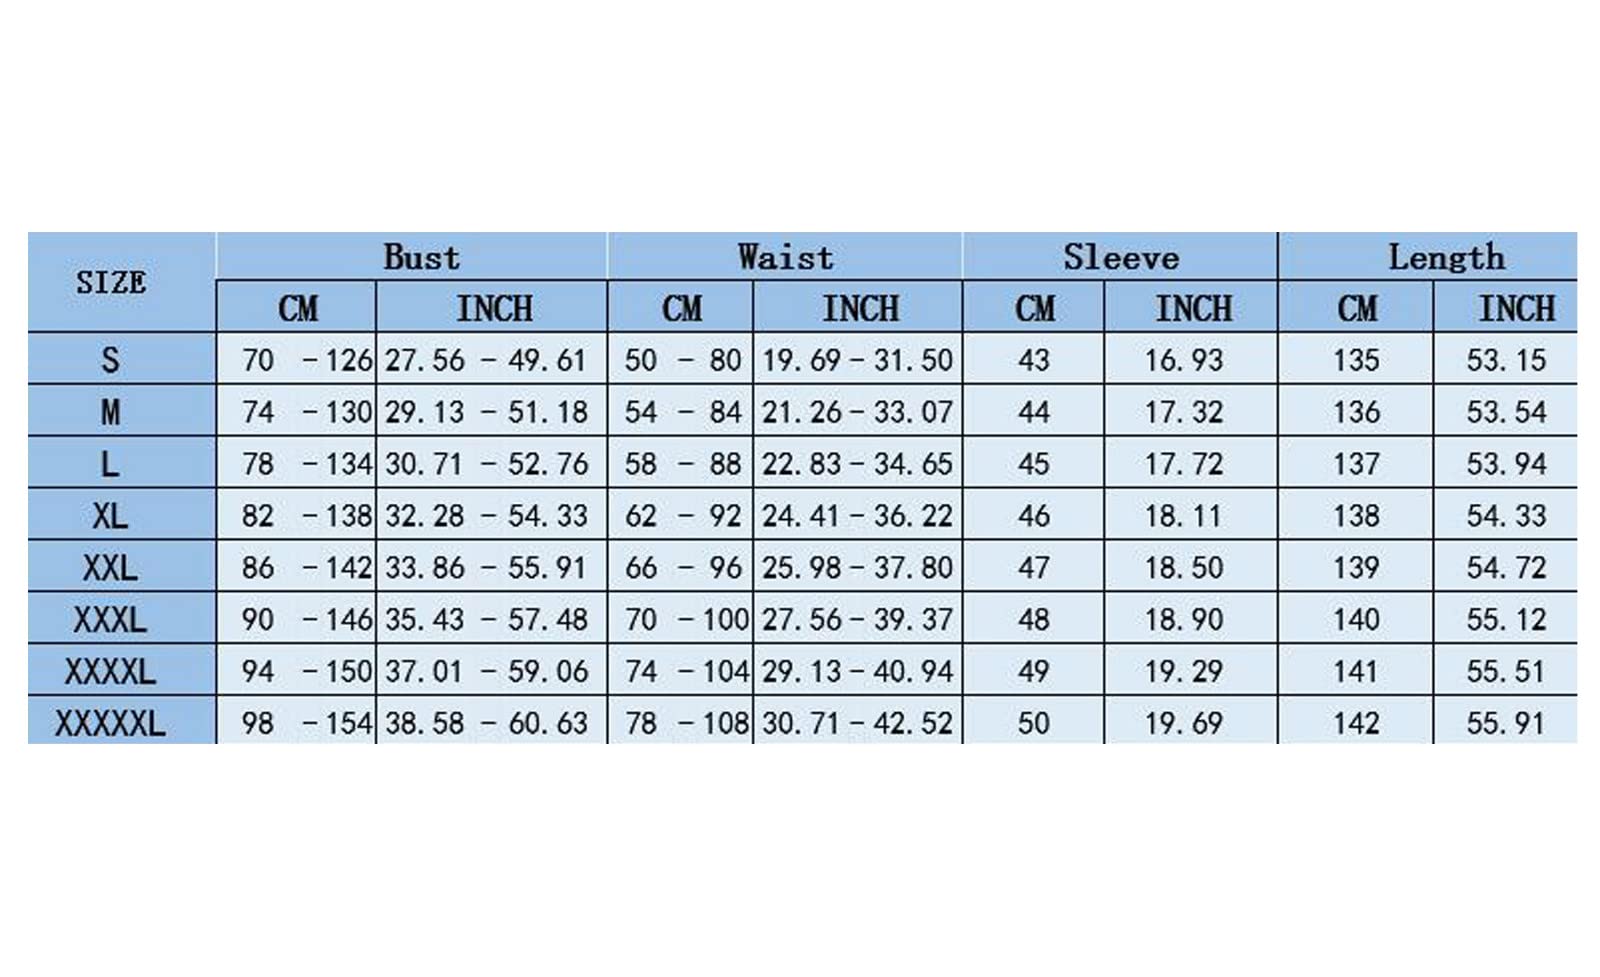 SIZE Bust Waist Sleeve Length
CM INCH CM INCH CM INCH CM INCH
S 70 - 126 27.56 - 49.61 50 - 80 19.69 - 31.50 43 16.93 135 53.15
M 74 - 130 29.13 - 51.18 54 - 84 21.26 - 33.07 44 17.32 136 53.54
L 78 - 134 30.71 - 52.76 58 - 88 22.83 - 34.65 45 17.72 137 53.94
XL 82 - 138 32.28 - 54.33 62 - 92 24.41 - 36.22 46 18.11 138 54.33
XXL 86 - 142 33.86 - 55.91 66 - 96 25.98 - 37.80 47 18.50 139 54.72
XXXL 90 - 146 35.43 - 57.48 70 - 100 27.56 - 39.37 48 18.90 140 55.12
XXXXL 94 - 150 37.01 - 59.06 74 - 104 29.13 - 40.94 49 19.29 141 55.51
XXXXXL 98 - 154 38.58 - 60.63 78 - 108 30.71 - 42.52 50 19.69 142 55.91